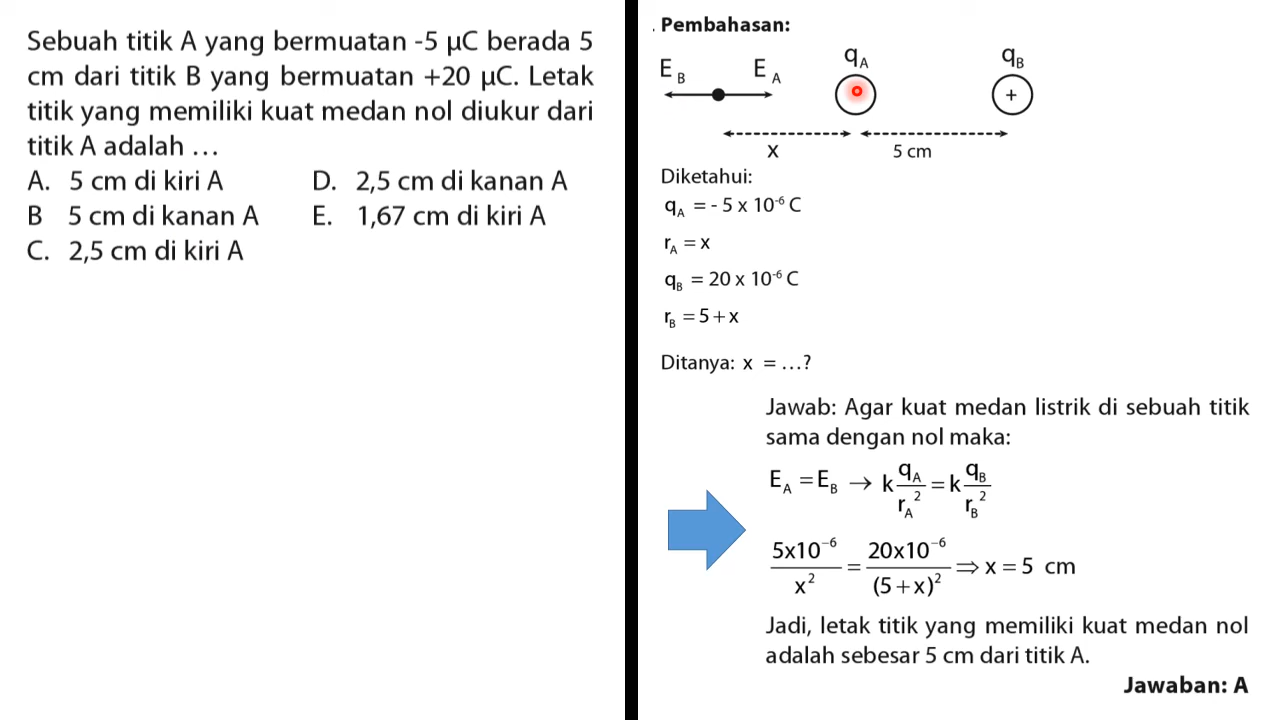 Sebuah titik A yang bermuatan -5 μC berada 5
cm dari titik B yang bermuatan +20 μC. Letak
titik yang memiliki kuat medan nol diukur dari
titik A adalah …
A. 5 cm di kiri A
D. 2,5 cm di kanan A
B 5 cm di kanan A
E. 1,67 cm di kiri A
C. 2,5 cm di kiri A
. Pembahasan:
E_B E_A q_A q_B
+
x 5 cm
Diketahui:
q_A = - 5 x 10⁻⁶ C
r_A = x
q_B = 20 x 10⁻⁶ C
r_B = 5 + x
Ditanya: x = …?
Jawab: Agar kuat medan listrik di sebuah titik
sama dengan nol maka:
E_A = E_B → k q_A/r_A² = k q_B/r_B²
5x10⁻⁶/x² = 20x10⁻⁶/(5+x)² ⇒ x = 5 cm
Jadi, letak titik yang memiliki kuat medan nol
adalah sebesar 5 cm dari titik A.
Jawaban: A